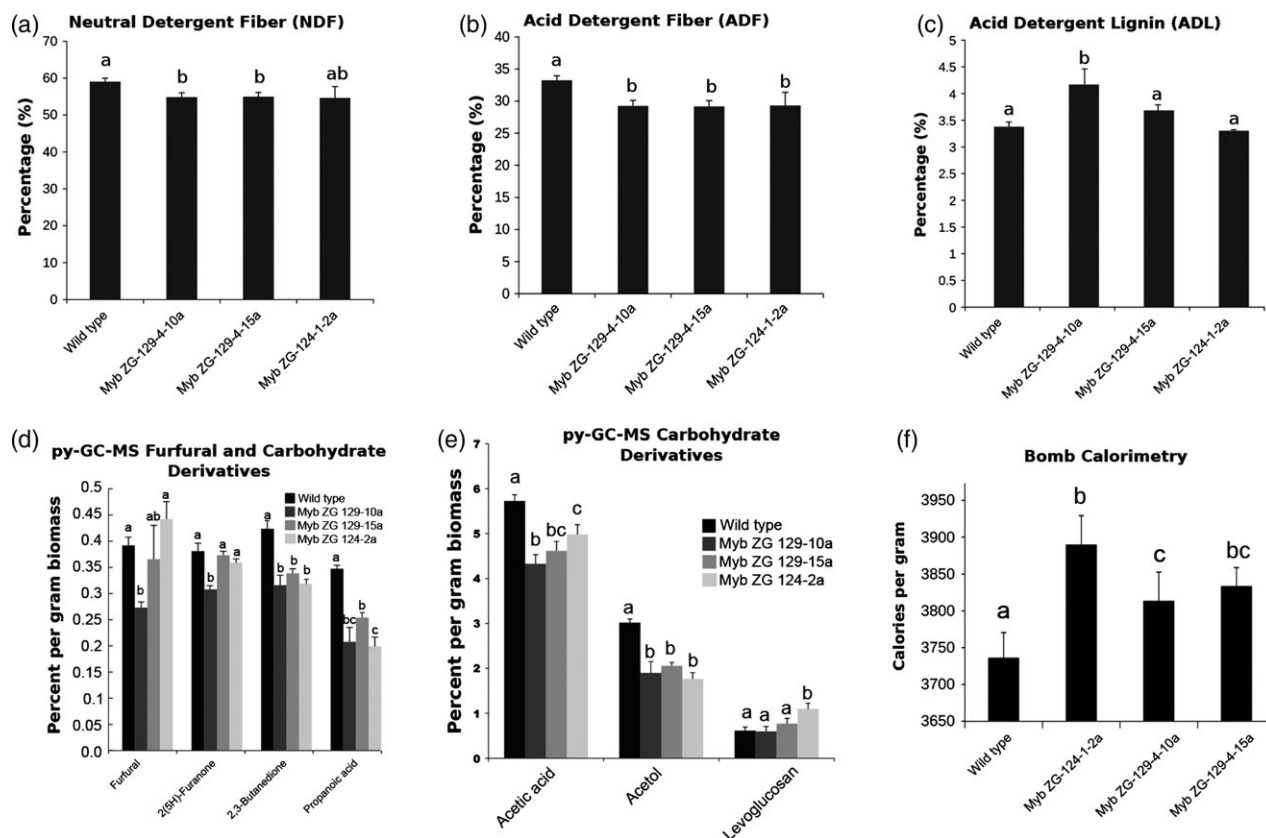 (a)
Neutral Detergent Fiber (NDF)
Percentage (%)
70
60
50
40
30
20
10
0
a
b
b
ab
Wild type
Myb ZG-129-4-10a
Myb ZG-129-4-15a
Myb ZG-124-1-2a
(b)
Acid Detergent Fiber (ADF)
Percentage (%)
40
35
30
25
20
15
10
5
0
a
b
b
b
Wild type
Myb ZG-129-4-10a
Myb ZG-129-4-15a
Myb ZG-124-1-2a
(c)
Acid Detergent Lignin (ADL)
Percentage (%)
5
4.5
4
3.5
3
2.5
2
1.5
1
0.5
0
a
b
a
a
Wild type
Myb ZG-129-4-10a
Myb ZG-129-4-15a
Myb ZG-124-1-2a
(d)
py-GC-MS Furfural and Carbohydrate
Derivatives
Percent per gram biomass
0.5
0.45
0.4
0.35
0.3
0.25
0.2
0.15
0.1
0.05
0.0
Wild type
Myb ZG 129-10a
Myb ZG 129-15a
Myb ZG 124-2a
a
b
ab
a
a
b
a
a
a
b
b
b
a
bc
b
c
Furfural
2(5H)-Furanone
2,3-Butanedione
Propanoic acid
(e)
py-GC-MS Carbohydrate
Derivatives
Percent per gram biomass
7
6
5
4
3
2
1
0
Wild type
Myb ZG 129-10a
Myb ZG 129-15a
Myb ZG 124-2a
a
b
bc
c
a
b
b
b
a
a
a
b
Acetic acid
Acetol
Levoglucosan
(f)
Bomb Calorimetry
Calories per gram
3950
3900
3850
3800
3750
3700
3650
a
b
c
bc
Wild type
Myb ZG-124-1-2a
Myb ZG-129-4-10a
Myb ZG-129-4-15a